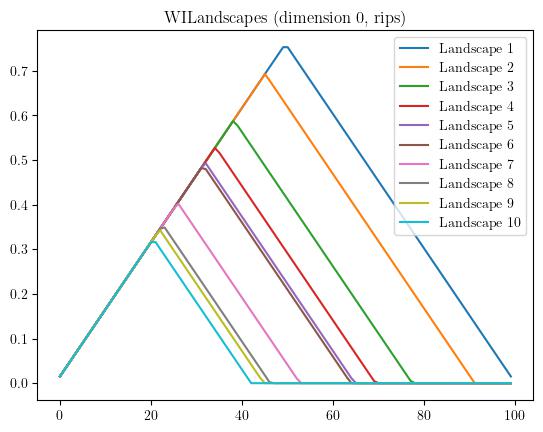 WILandscapes (dimension 0, rips)
Landscape 1
Landscape 2
Landscape 3
Landscape 4
Landscape 5
Landscape 6
Landscape 7
Landscape 8
Landscape 9
Landscape 10
0.7
0.6
0.5
0.4
0.3
0.2
0.1
0.0
0 20 40 60 80 100